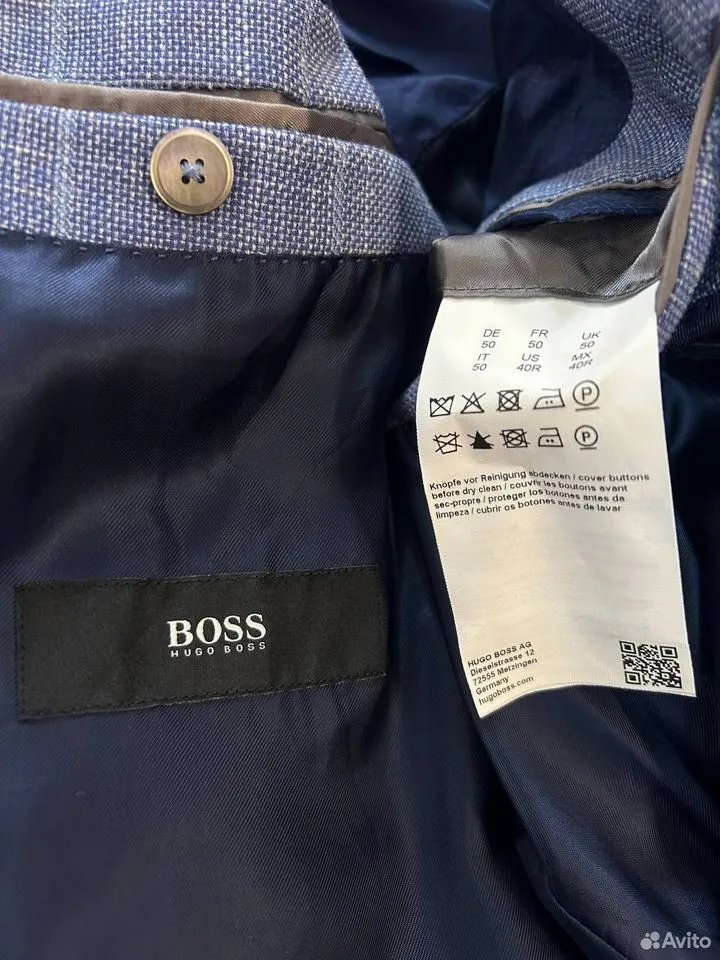 DE FR UK
50 50 50
IT US MX
50 40R 40R
P
P
Knöpfe vor Reinigung abdecken / cover buttons
before dry clean / couvrir les boutons avant
sec-propre / proteger los botones antes da
limpeza / cubrir os botones antes de lavar
BOSS
HUGO BOSS
HUGO BOSS AG
Dieselstrasse 12
72555 Metzingen
Germany
hugoboss.com
Avito